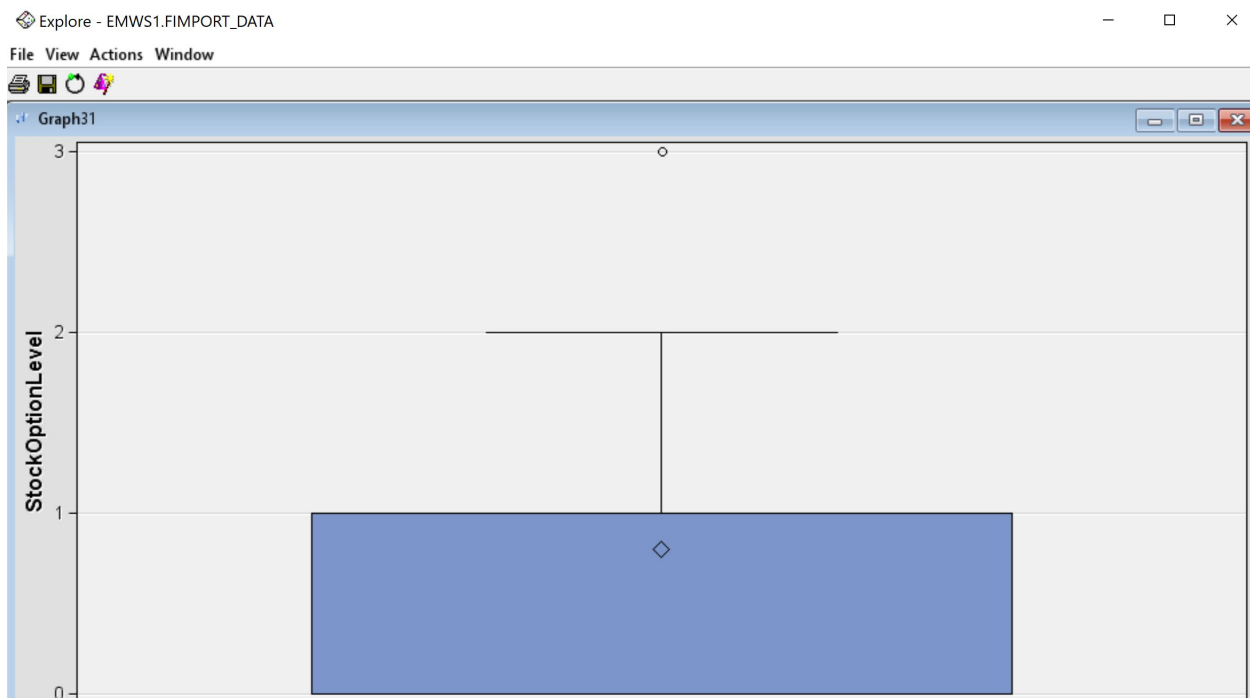 Explore - EMWS1.FIMPORT_DATA
File View Actions Window
Graph31
3
2
StockOptionLevel
1
0